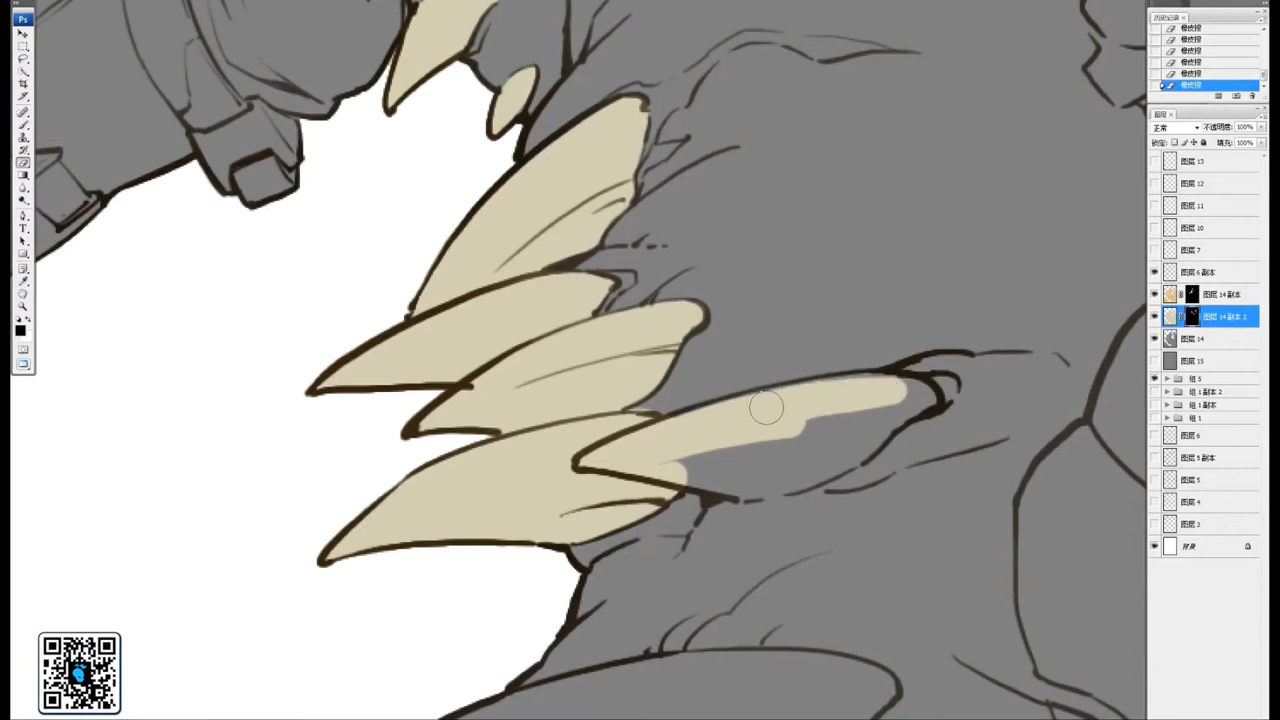 Ps
历史记录 ×
橡皮擦
橡皮擦
橡皮擦
橡皮擦
橡皮擦
橡皮擦
图层 ×
正常 不透明度: 100%
锁定: 填充: 100%
图层 13
图层 12
图层 11
图层 10
图层 7
图层 6 副本
图层 14 副本
图层 14 副本 2
图层 14
图层 15
组 5
组 1 副本 2
组 1 副本
组 1
图层 6
图层 5 副本
图层 5
图层 4
图层 3
背景
T